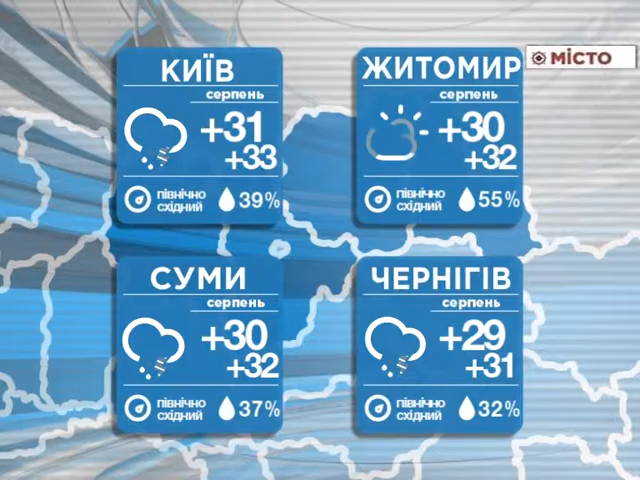 МІСТО
КИЇВ
серпень
+31
+33
північно
східний
39%
ЖИТОМИР
серпень
+30
+32
північно
східний
55%
СУМИ
серпень
+30
+32
північно
східний
37%
ЧЕРНІГІВ
серпень
+29
+31
північно
східний
32%